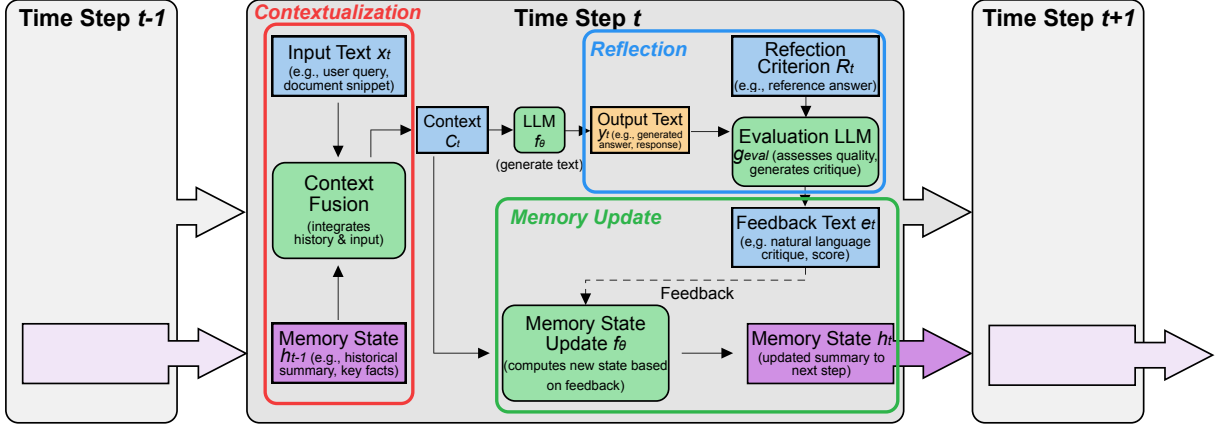 Time Step t-1
Contextualization
Time Step t
Time Step t+1
Input Text xt
(e.g., user query,
document snippet)
Context
Fusion
(integrates
history & input)
Memory State
ht-1 (e.g., historical
summary, key facts)
Context
Ct
LLM
fθ
(generate text)
Reflection
Output Text
yt (e.g., generated
answer, response)
Refection
Criterion Rt
(e.g., reference answer)
Evaluation LLM
geval (assesses quality,
generates critique)
Memory Update
Feedback Text et
(e,g. natural language
critique, score)
Feedback
Memory State
Update fθ
(computes new state based
on feedback)
Memory State ht
(updated summary to
next step)